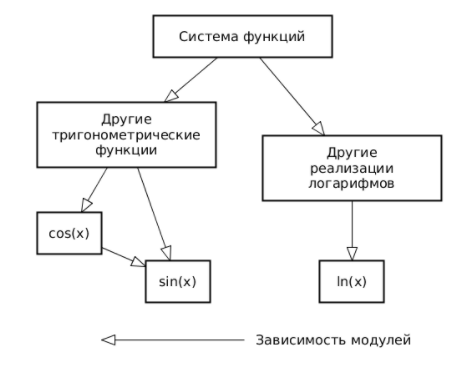 Система функций
Другие
тригонометрические
функции
Другие
реализации
логарифмов
cos(x)
sin(x)
ln(x)
Зависимость модулей